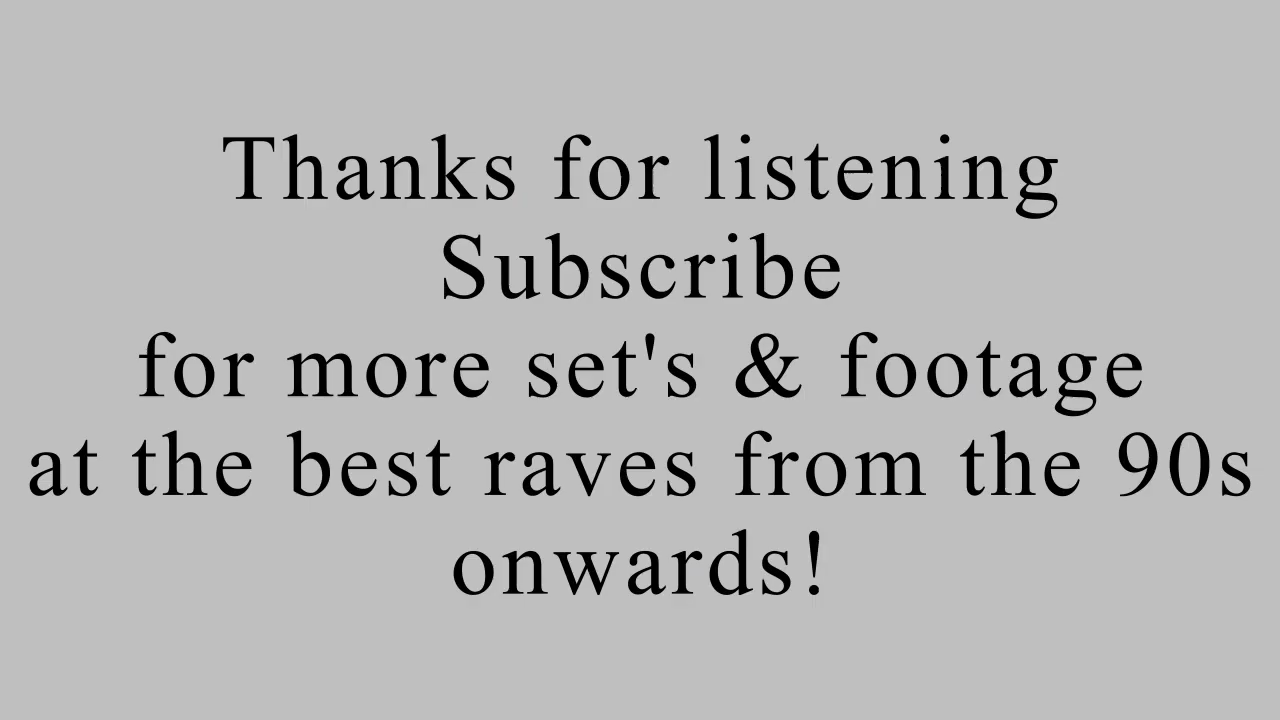 Thanks for listening
Subscribe
for more set's & footage
at the best raves from the 90s
onwards!